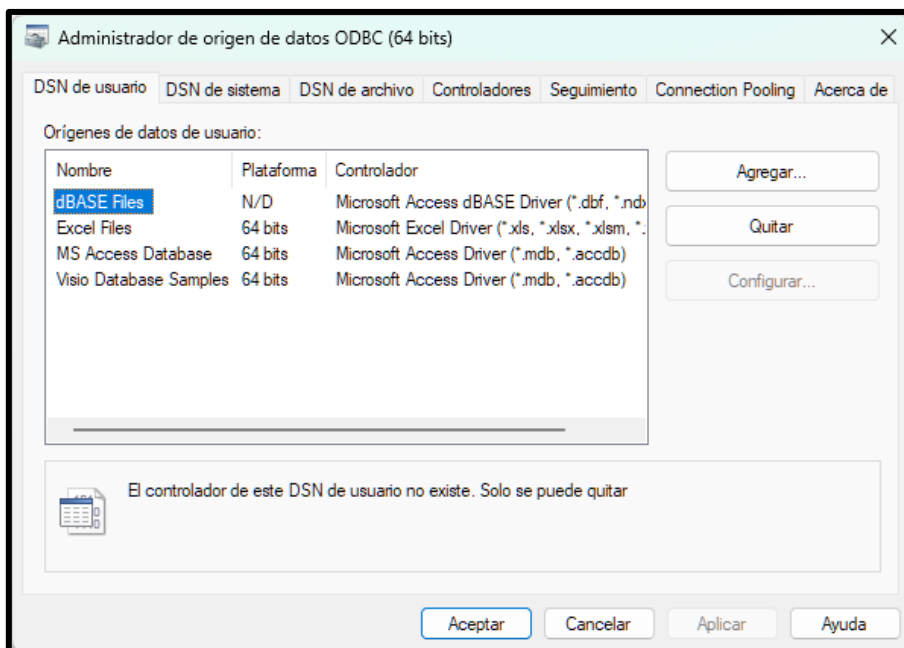 Administrador de origen de datos ODBC (64 bits)
DSN de usuario DSN de sistema DSN de archivo Controladores Seguimiento Connection Pooling Acerca de
Orígenes de datos de usuario:
Nombre Plataforma Controlador
dBASE Files N/D Microsoft Access dBASE Driver (*.dbf, *.ndx
Excel Files 64 bits Microsoft Excel Driver (*.xls, *.xlsx, *.xlsm, *.
MS Access Database 64 bits Microsoft Access Driver (*.mdb, *.accdb)
Visio Database Samples 64 bits Microsoft Access Driver (*.mdb, *.accdb)
Agregar...
Quitar
Configurar...
El controlador de este DSN de usuario no existe. Solo se puede quitar
Aceptar Cancelar Aplicar Ayuda